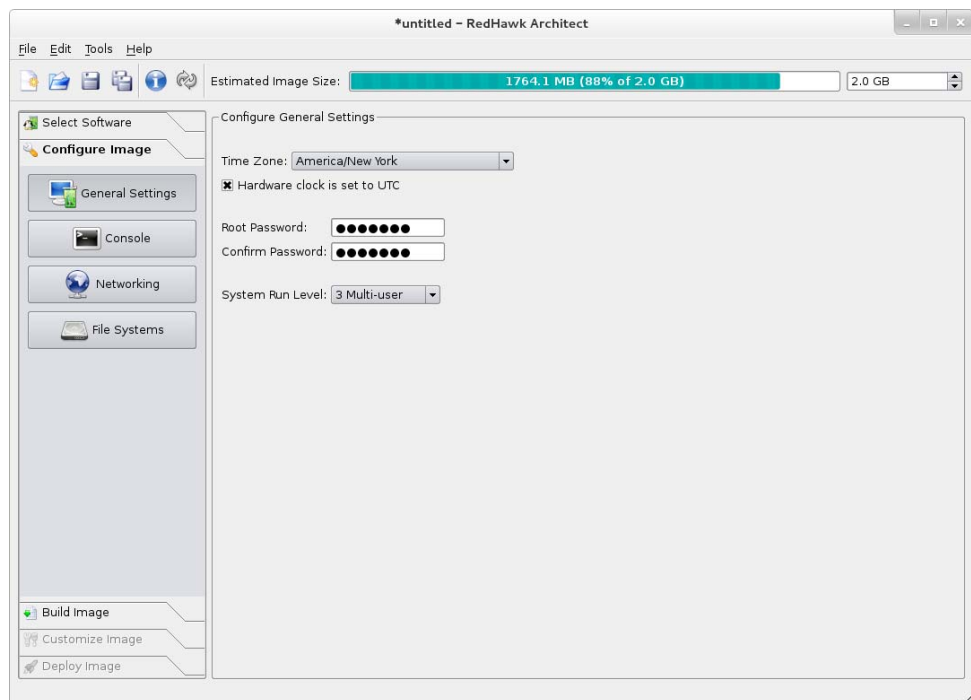 *untitled – RedHawk Architect
File Edit Tools Help
Estimated Image Size: 1764.1 MB (88% of 2.0 GB) 2.0 GB
Select Software
Configure Image
General Settings
Console
Networking
File Systems
Build Image
Customize Image
Deploy Image
Configure General Settings
Time Zone: America/New York
Hardware clock is set to UTC
Root Password: ●●●●●●●
Confirm Password: ●●●●●●●
System Run Level: 3 Multi-user